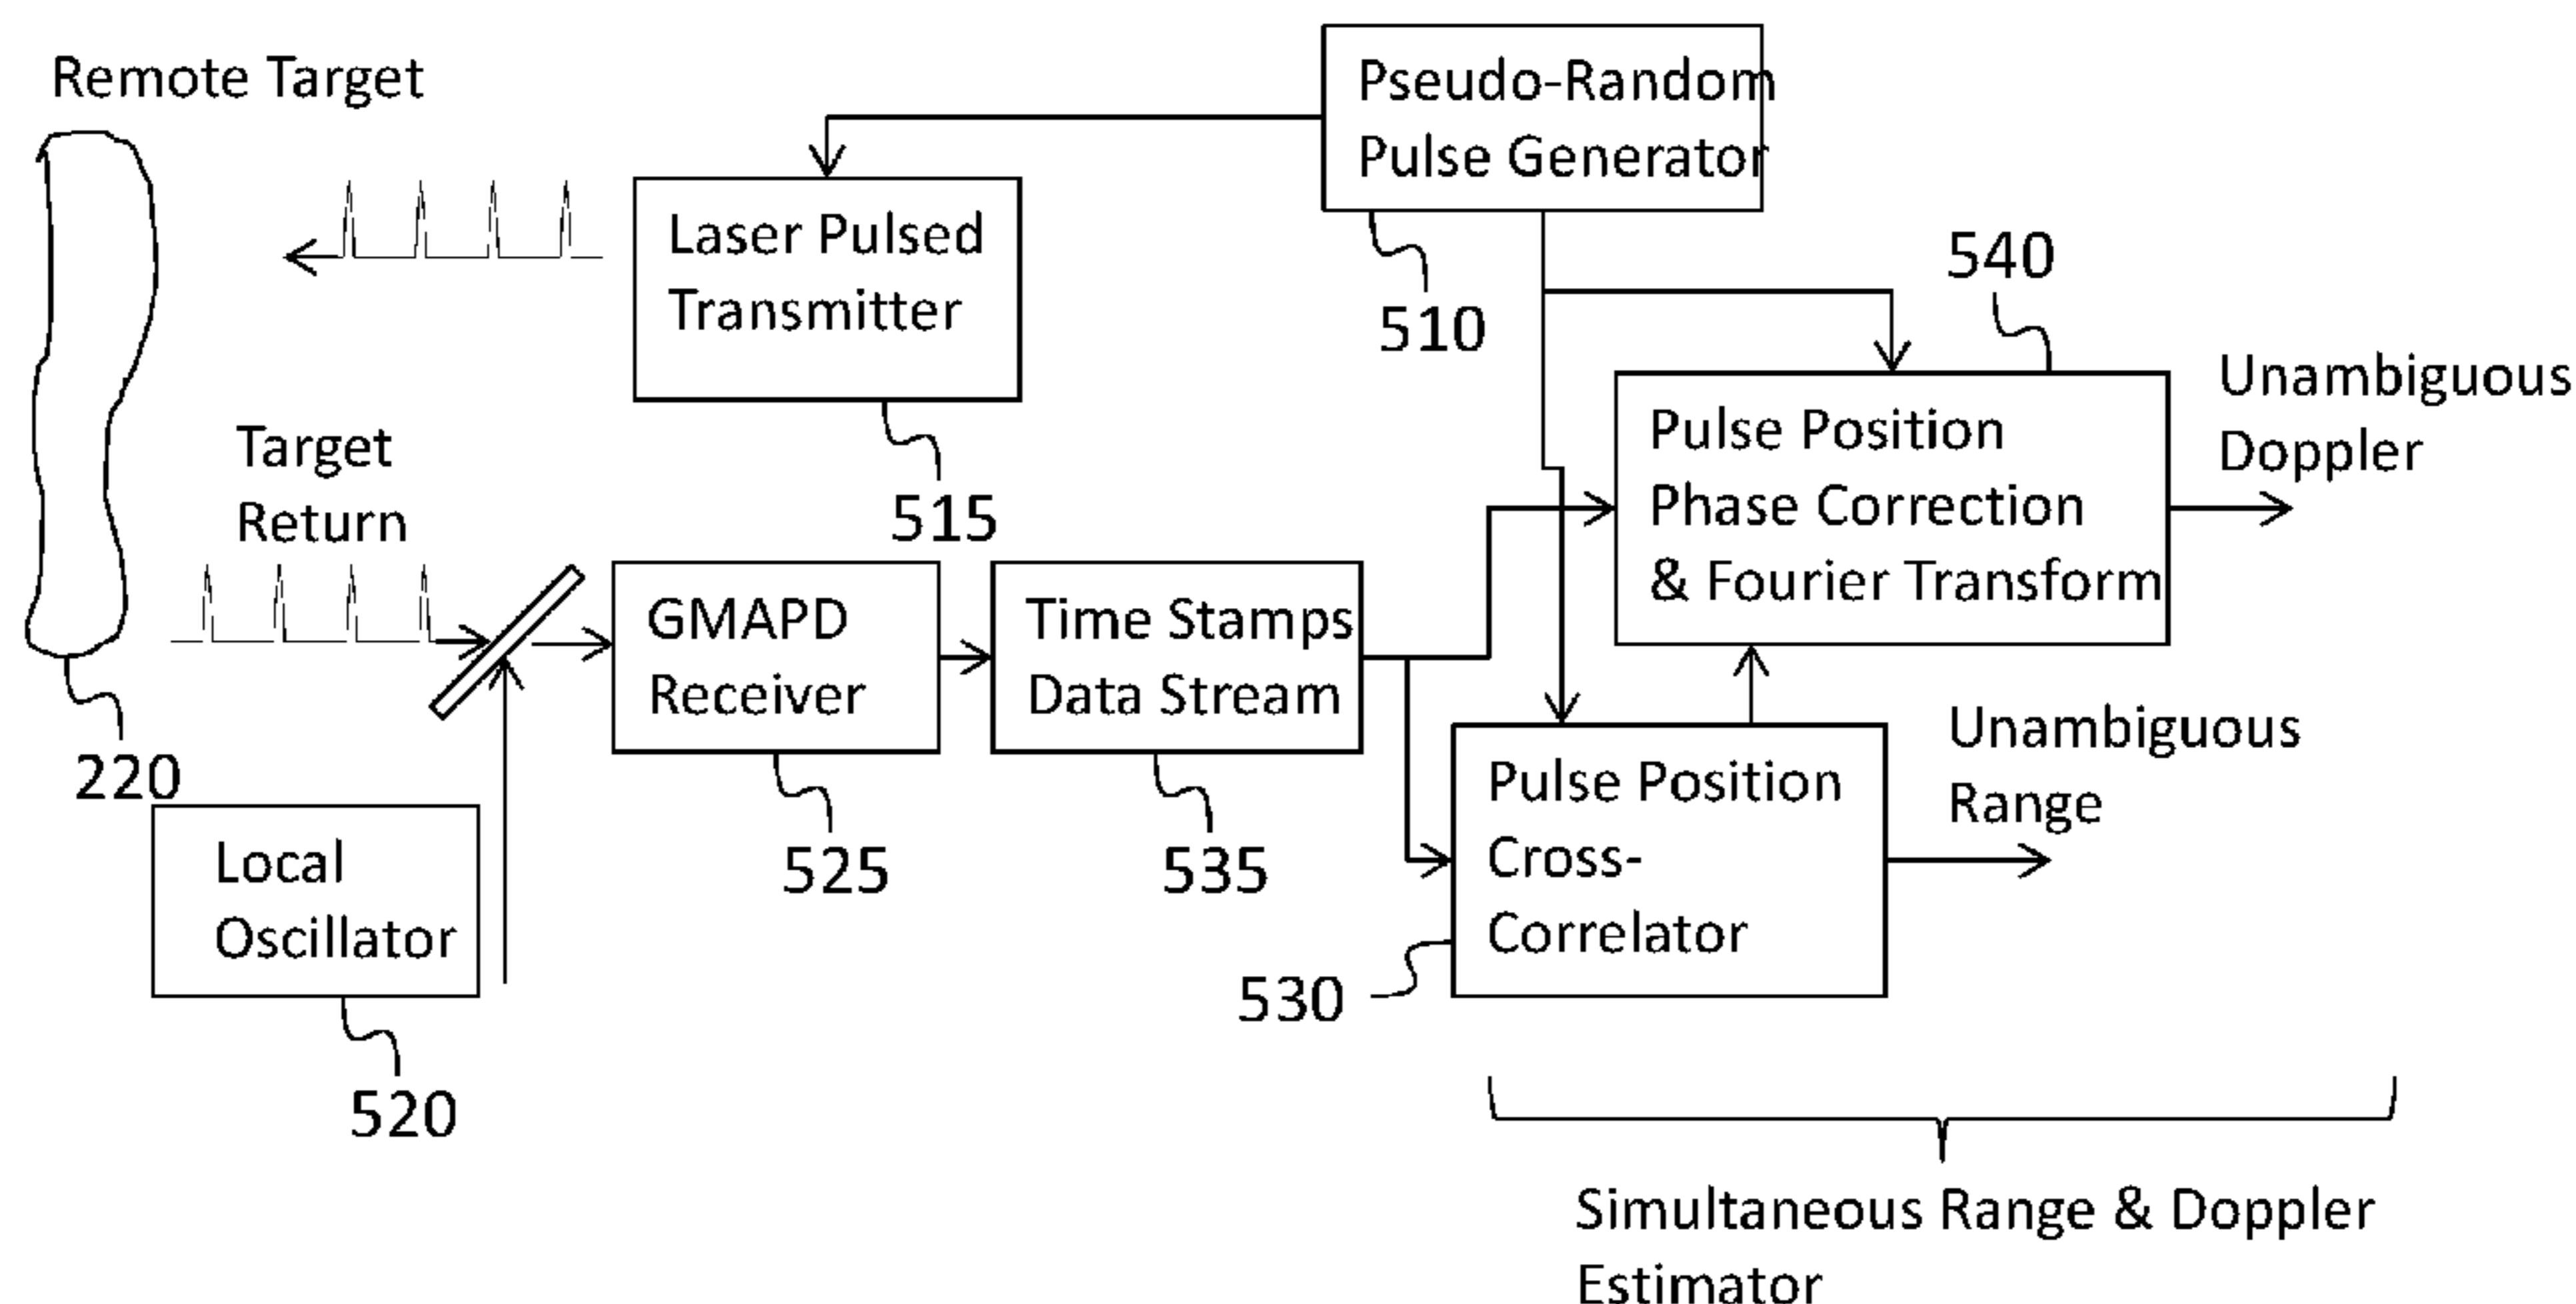 Remote Target
Pseudo-Random
Pulse Generator
Laser Pulsed
Transmitter
510
540
515
Target
Return
Unambiguous
Doppler
Pulse Position
Phase Correction
& Fourier Transform
GMAPD
Receiver
Time Stamps
Data Stream
220
525
535
Local
Oscillator
520
Pulse Position
Cross-
Correlator
530
Unambiguous
Range
Simultaneous Range & Doppler
Estimator